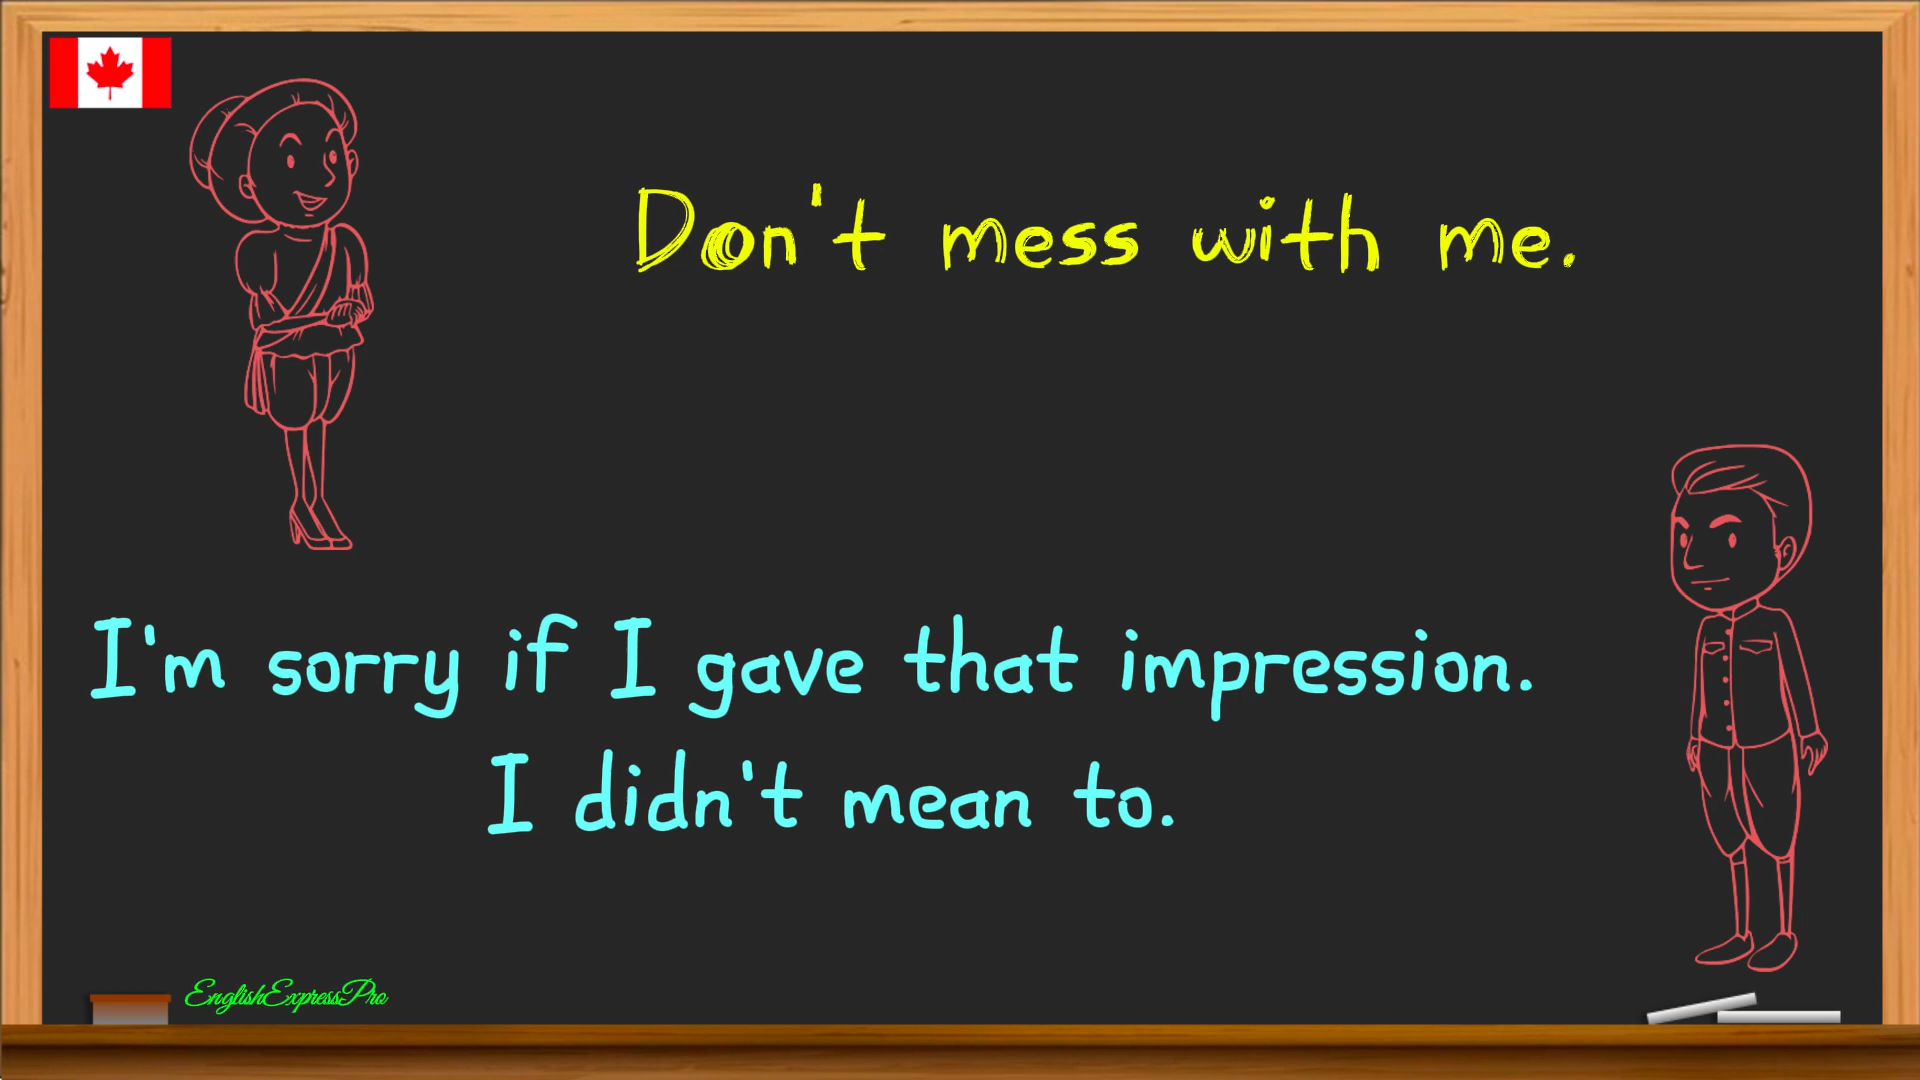 Don't mess with me.
I'm sorry if I gave that impression.
I didn't mean to.
EnglishExpressPro